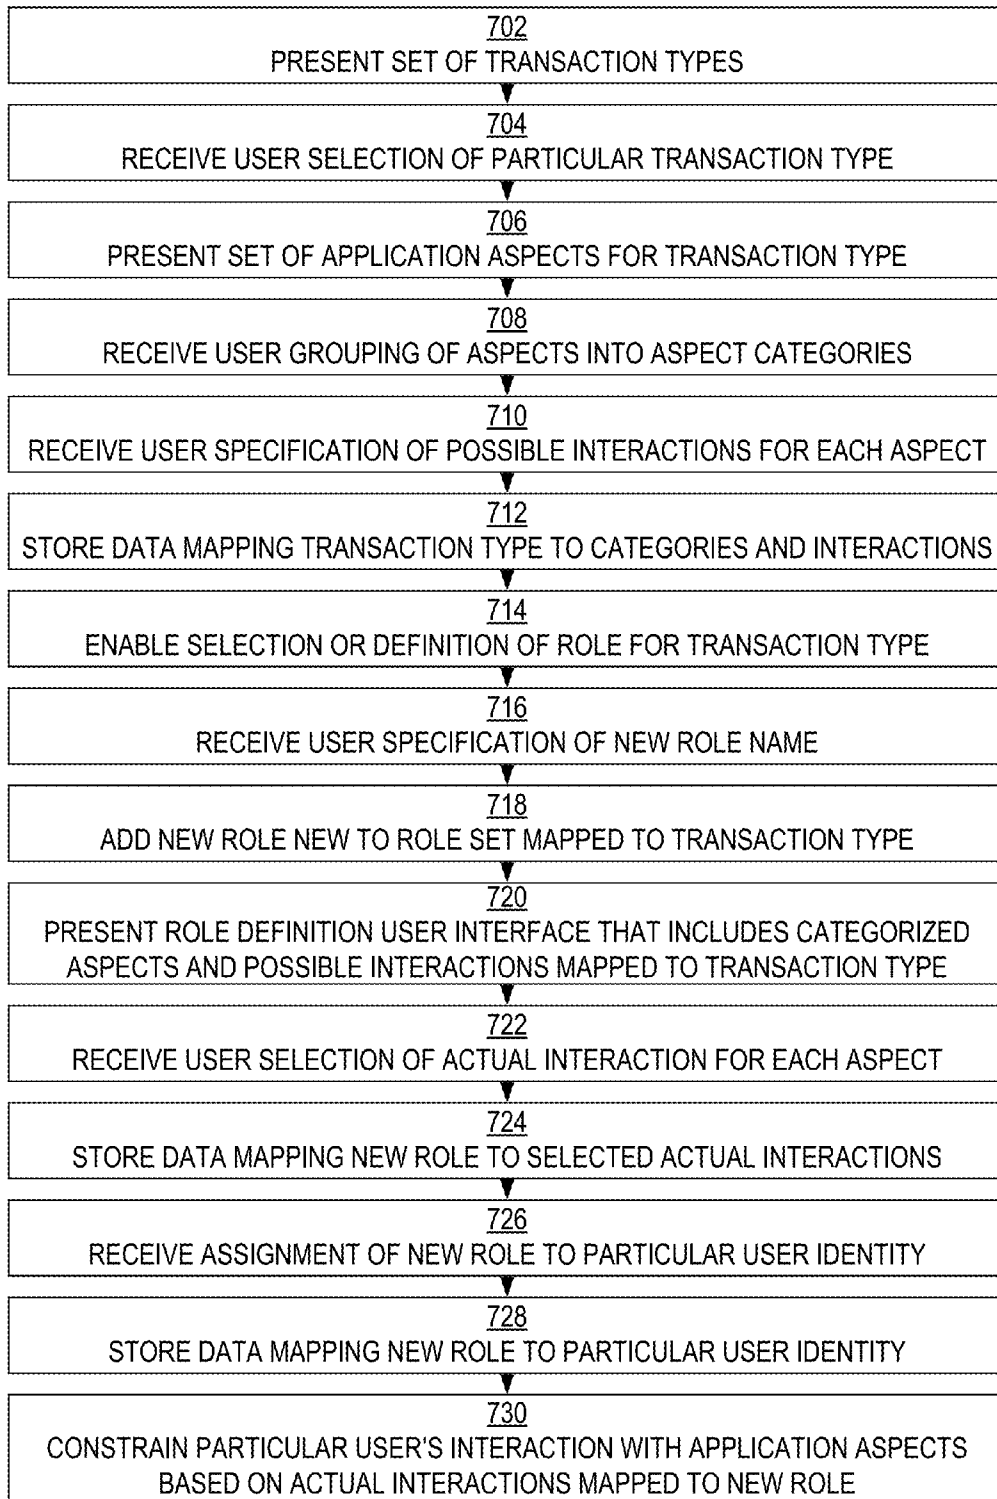 702
PRESENT SET OF TRANSACTION TYPES
704
RECEIVE USER SELECTION OF PARTICULAR TRANSACTION TYPE
706
PRESENT SET OF APPLICATION ASPECTS FOR TRANSACTION TYPE
708
RECEIVE USER GROUPING OF ASPECTS INTO ASPECT CATEGORIES
710
RECEIVE USER SPECIFICATION OF POSSIBLE INTERACTIONS FOR EACH ASPECT
712
STORE DATA MAPPING TRANSACTION TYPE TO CATEGORIES AND INTERACTIONS
714
ENABLE SELECTION OR DEFINITION OF ROLE FOR TRANSACTION TYPE
716
RECEIVE USER SPECIFICATION OF NEW ROLE NAME
718
ADD NEW ROLE NEW TO ROLE SET MAPPED TO TRANSACTION TYPE
720
PRESENT ROLE DEFINITION USER INTERFACE THAT INCLUDES CATEGORIZED
ASPECTS AND POSSIBLE INTERACTIONS MAPPED TO TRANSACTION TYPE
722
RECEIVE USER SELECTION OF ACTUAL INTERACTION FOR EACH ASPECT
724
STORE DATA MAPPING NEW ROLE TO SELECTED ACTUAL INTERACTIONS
726
RECEIVE ASSIGNMENT OF NEW ROLE TO PARTICULAR USER IDENTITY
728
STORE DATA MAPPING NEW ROLE TO PARTICULAR USER IDENTITY
730
CONSTRAIN PARTICULAR USER'S INTERACTION WITH APPLICATION ASPECTS
BASED ON ACTUAL INTERACTIONS MAPPED TO NEW ROLE